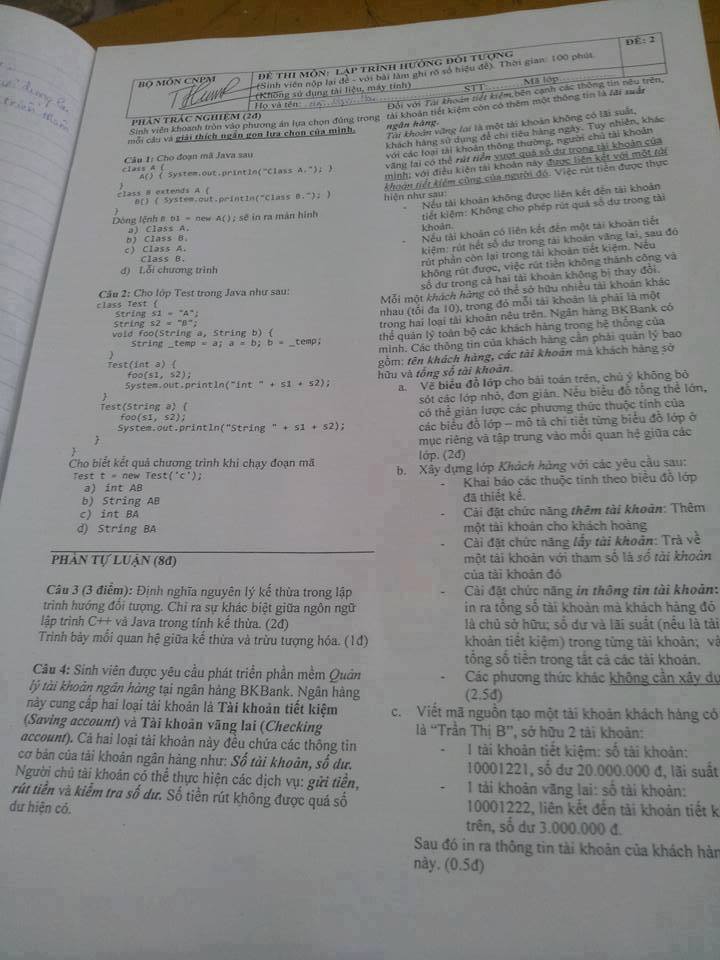 BỘ MÔN CNPM
ĐỀ THI MÔN: LẬP TRÌNH HƯỚNG ĐỐI TƯỢNG
(Sinh viên nộp lại đề - với bài làm ghi rõ số hiệu đề). Thời gian: 100 phút.
(Không sử dụng tài liệu, máy tính)
Họ và tên: STT: Mã lớp
ĐỀ: 2
PHẦN TRẮC NGHIỆM (2đ)
Sinh viên khoanh tròn vào phương án lựa chọn đúng trong
mỗi câu và giải thích ngắn gọn lựa chọn của mình.
Câu 1: Cho đoạn mã Java sau
class A {
A() { System.out.println("Class A."); }
}
class B extends A {
B() { System.out.println("Class B."); }
}
Dòng lệnh B b1 = new A(); sẽ in ra màn hình
a) Class A.
b) Class B.
c) Class A.
Class B.
d) Lỗi chương trình
Câu 2: Cho lớp Test trong Java như sau:
class Test {
String s1 = "A";
String s2 = "B";
void foo(String a, String b) {
String _temp = a; a = b; b = _temp;
}
Test(int a) {
foo(s1, s2);
System.out.println("int " + s1 + s2);
}
Test(String a) {
foo(s1, s2);
System.out.println("String " + s1 + s2);
}
}
Cho biết kết quả chương trình khi chạy đoạn mã
Test t = new Test('c');
a) int AB
b) String AB
c) int BA
d) String BA
PHẦN TỰ LUẬN (8đ)
Câu 3 (3 điểm): Định nghĩa nguyên lý kế thừa trong lập
trình hướng đối tượng. Chỉ ra sự khác biệt giữa ngôn ngữ
lập trình C++ và Java trong tính kế thừa. (2đ)
Trình bày mối quan hệ giữa kế thừa và trừu tượng hóa. (1đ)
Câu 4: Sinh viên được yêu cầu phát triển phần mềm Quản
lý tài khoản ngân hàng tại ngân hàng BKBank. Ngân hàng
này cung cấp hai loại tài khoản là Tài khoản tiết kiệm
(Saving account) và Tài khoản vãng lai (Checking
account). Cả hai loại tài khoản này đều chứa các thông tin
cơ bản của tài khoản ngân hàng như: Số tài khoản, số dư.
Người chủ tài khoản có thể thực hiện các dịch vụ: gửi tiền,
rút tiền và kiểm tra số dư. Số tiền rút không được quá số
dư hiện có.
Đối với Tài khoản tiết kiệm, bên cạnh các thông tin nêu trên,
tài khoản tiết kiệm còn có thêm một thông tin là lãi suất
ngân hàng.
Tài khoản vãng lai là một tài khoản không có lãi suất,
khách hàng sử dụng để chi tiêu hàng ngày. Tuy nhiên, khác
với các loại tài khoản thông thường, người chủ tài khoản
vãng lai có thể rút tiền vượt quá số dư trong tài khoản của
mình; với điều kiện tài khoản này được liên kết với một tài
khoản tiết kiệm cũng của người đó. Việc rút tiền được thực
hiện như sau:
- Nếu tài khoản không được liên kết đến tài khoản
tiết kiệm: Không cho phép rút quá số dư trong tài
khoản.
- Nếu tài khoản có liên kết đến một tài khoản tiết
kiệm: rút hết số dư trong tài khoản vãng lai, sau đó
rút phần còn lại trong tài khoản tiết kiệm. Nếu
không rút được, việc rút tiền không thành công và
số dư trong cả hai tài khoản không bị thay đổi.
Mỗi một khách hàng có thể sở hữu nhiều tài khoản khác
nhau (tối đa 10), trong đó mỗi tài khoản là phải là một
trong hai loại tài khoản nêu trên. Ngân hàng BKBank có
thể quản lý toàn bộ các khách hàng trong hệ thống của
mình. Các thông tin của khách hàng cần phải quản lý bao
gồm: tên khách hàng, các tài khoản mà khách hàng sở
hữu và tổng số tài khoản.
a. Vẽ biểu đồ lớp cho bài toán trên, chú ý không bỏ
sót các lớp nhỏ, đơn giản. Nếu biểu đồ tổng thể lớn,
có thể giản lược các phương thức thuộc tính của
các biểu đồ lớp – mô tả chi tiết từng biểu đồ lớp ở
mục riêng và tập trung vào mối quan hệ giữa các
lớp. (2đ)
b. Xây dựng lớp Khách hàng với các yêu cầu sau:
- Khai báo các thuộc tính theo biểu đồ lớp
đã thiết kế.
- Cài đặt chức năng thêm tài khoản: Thêm
một tài khoản cho khách hoàng
- Cài đặt chức năng lấy tài khoản: Trả về
một tài khoản với tham số là số tài khoản
của tài khoản đó
- Cài đặt chức năng in thông tin tài khoản:
in ra tổng số tài khoản mà khách hàng đó
là chủ sở hữu; số dư và lãi suất (nếu là tài
khoản tiết kiệm) trong từng tài khoản; và
tổng số tiền trong tất cả các tài khoản.
- Các phương thức khác không cần xây dự
(2.5đ)
c. Viết mã nguồn tạo một tài khoản khách hàng có
là “Trần Thị B”, sở hữu 2 tài khoản:
- 1 tài khoản tiết kiệm: số tài khoản:
10001221, số dư 20.000.000 đ, lãi suất
- 1 tài khoản vãng lai: số tài khoản:
10001222, liên kết đến tài khoản tiết k
trên, số dư 3.000.000 đ.
Sau đó in ra thông tin tài khoản của khách hàn
này. (0.5đ)